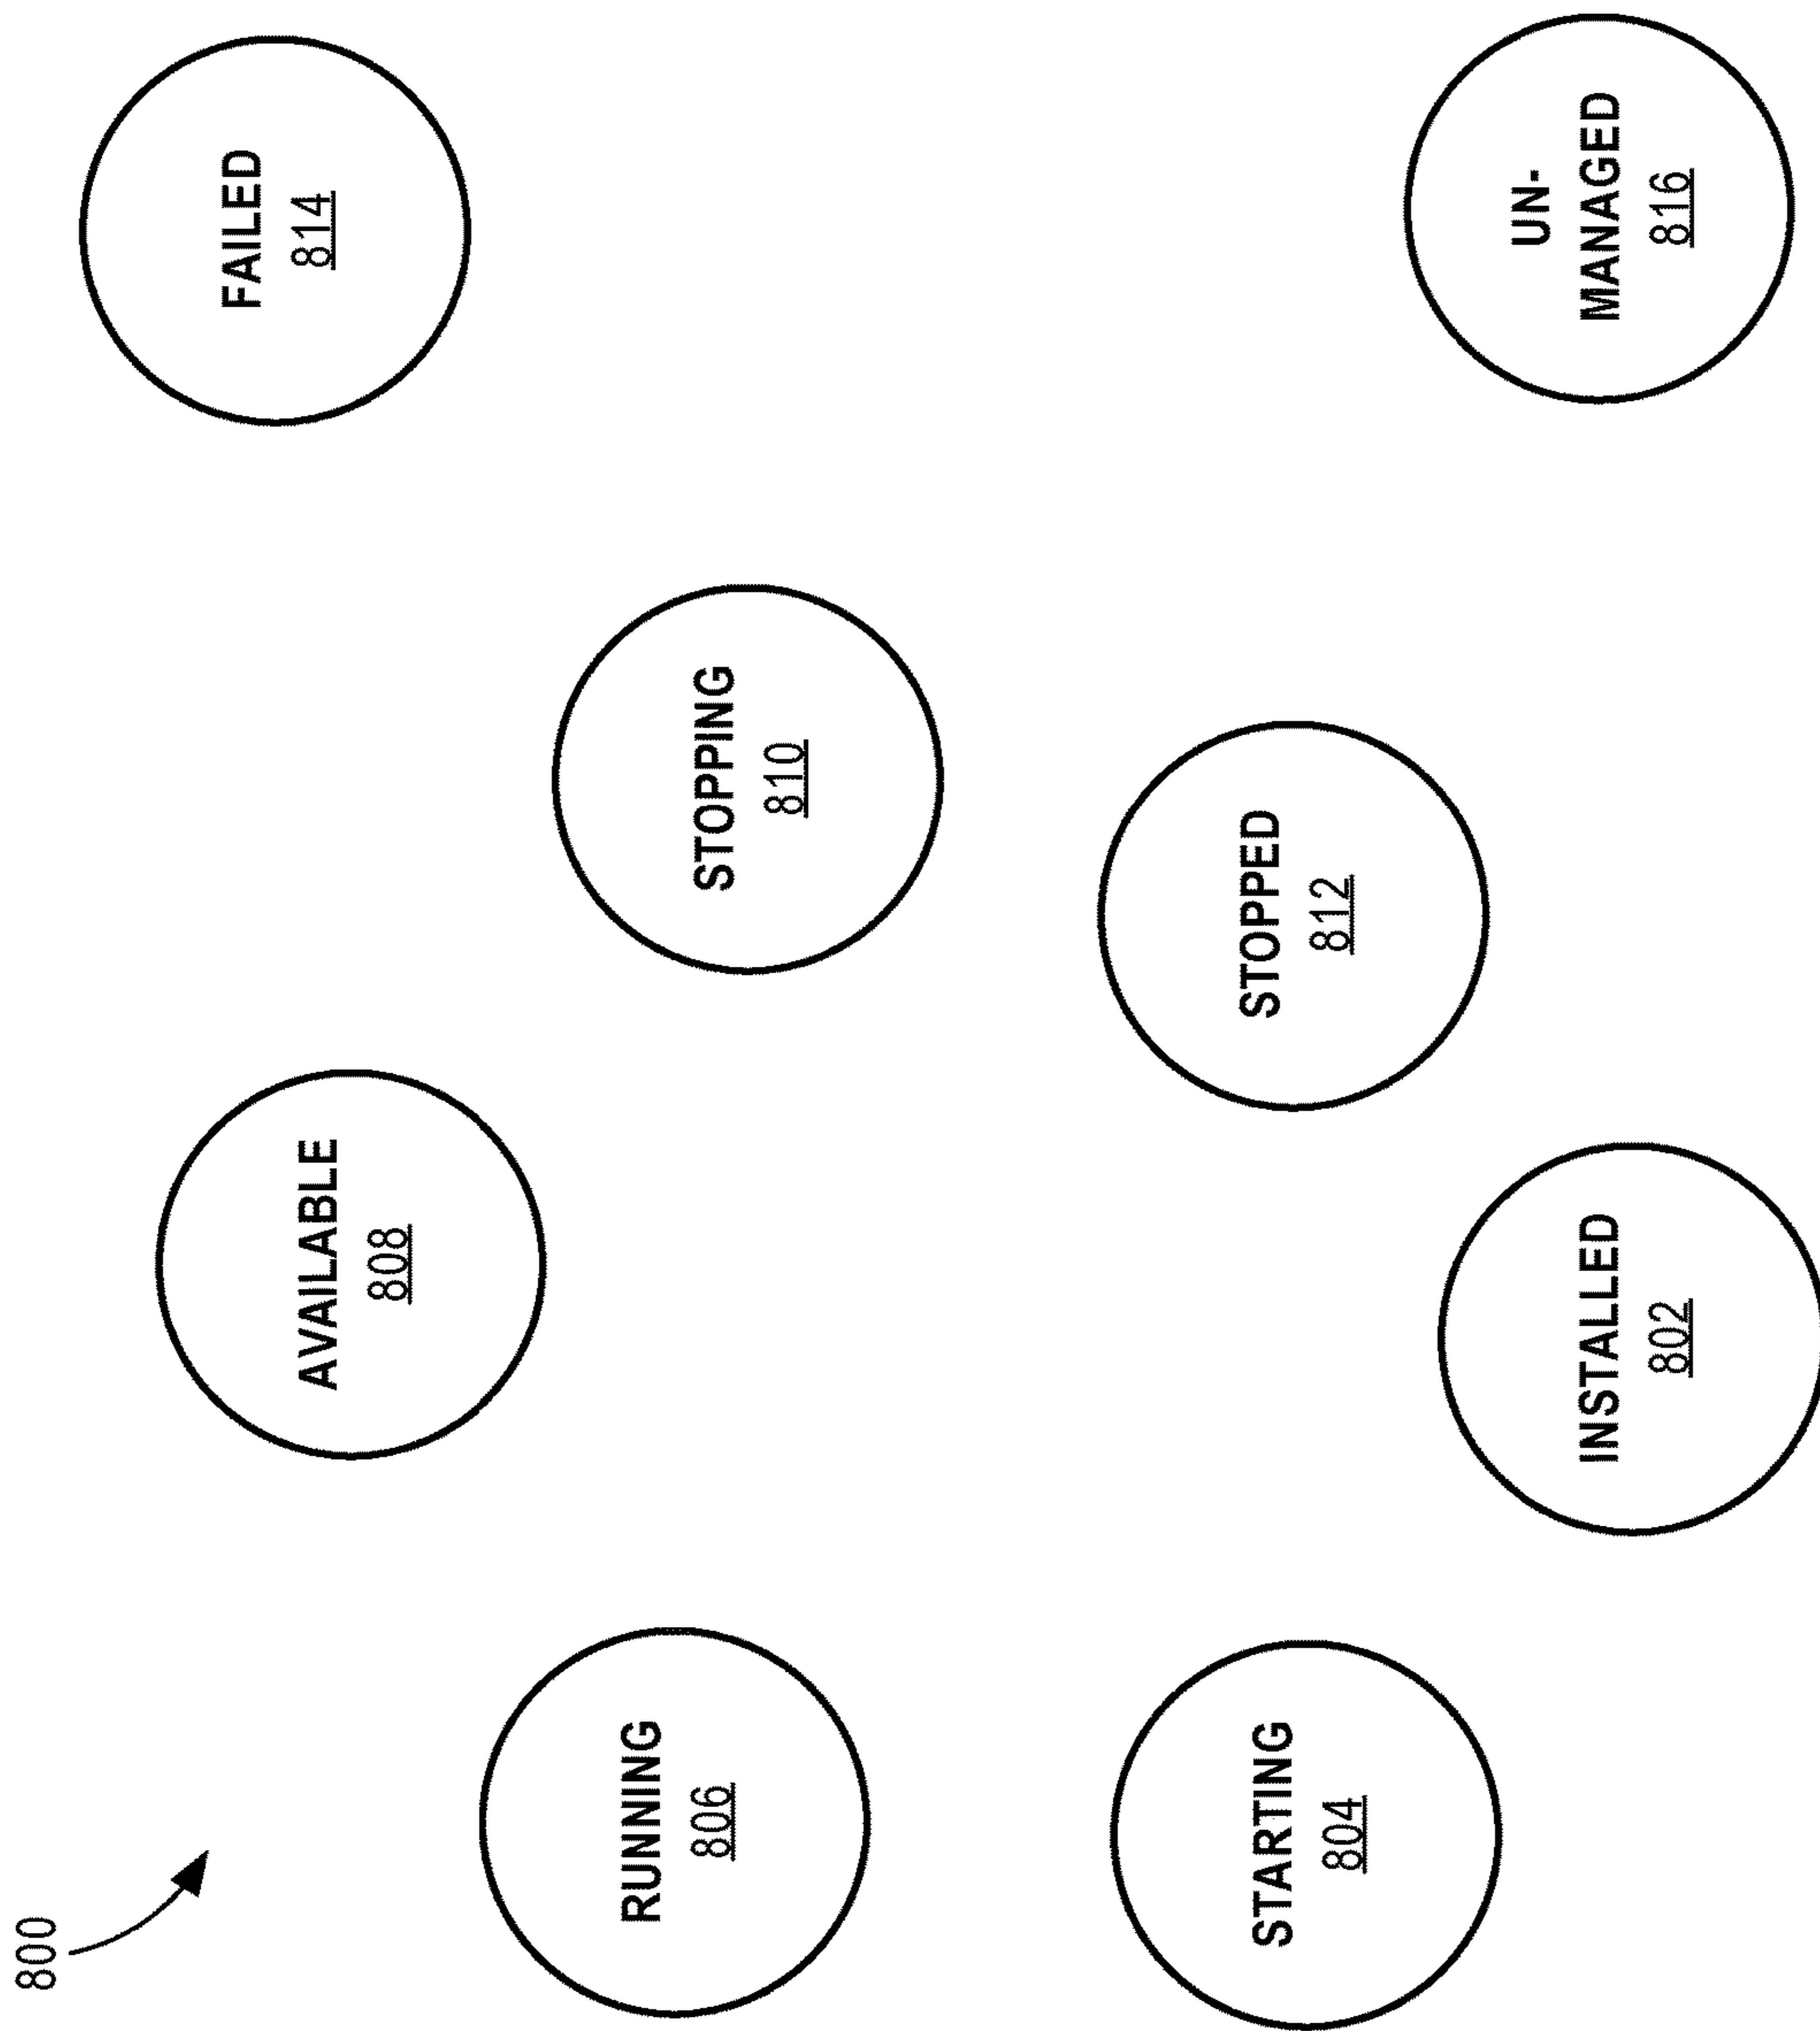 800
RUNNING
806
AVAILABLE
808
FAILED
814
STOPPING
810
STARTING
804
STOPPED
812
INSTALLED
802
UN-
MANAGED
816